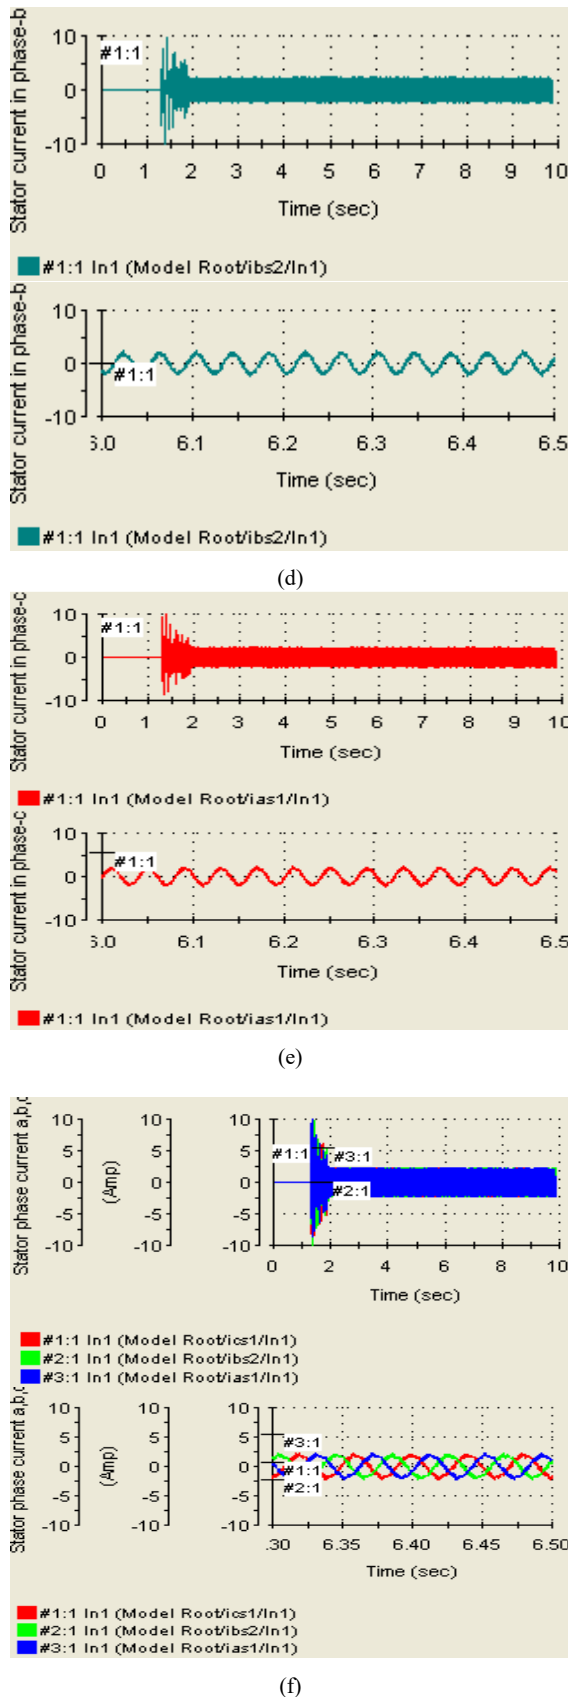 Stator current in phase-b
10
0
-10
#1:1
0 1 2 3 4 5 6 7 8 9 10
Time (sec)
#1:1 In1 (Model Root/ibs2/In1)
Stator current in phase-b
10
0
-10
#1:1
6.1 6.2 6.3 6.4 6.5
Time (sec)
#1:1 In1 (Model Root/ibs2/In1)
(d)
Stator current in phase-c
10
0
-10
#1:1
0 1 2 3 4 5 6 7 8 9 10
Time (sec)
#1:1 In1 (Model Root/ias1/In1)
Stator current in phase-c
10
0
-10
#1:1
6.1 6.2 6.3 6.4 6.5
Time (sec)
#1:1 In1 (Model Root/ias1/In1)
(e)
Stator phase current a,b,c
(Amp)
10 10 10
5 5 5
0 0 0
-5 -5 -5
-10 -10 -10
#1:1 #3:1
#2:1
0 2 4 6 8 10
Time (sec)
#1:1 In1 (Model Root/ics1/In1)
#2:1 In1 (Model Root/ibs2/In1)
#3:1 In1 (Model Root/ias1/In1)
Stator phase current a,b,c
(Amp)
10 10 10
5 5 5
0 0 0
-5 -5 -5
-10 -10 -10
#3:1
#1:1
#2:1
.30 6.35 6.40 6.45 6.50
Time (sec)
#1:1 In1 (Model Root/ics1/In1)
#2:1 In1 (Model Root/ibs2/In1)
#3:1 In1 (Model Root/ias1/In1)
(f)